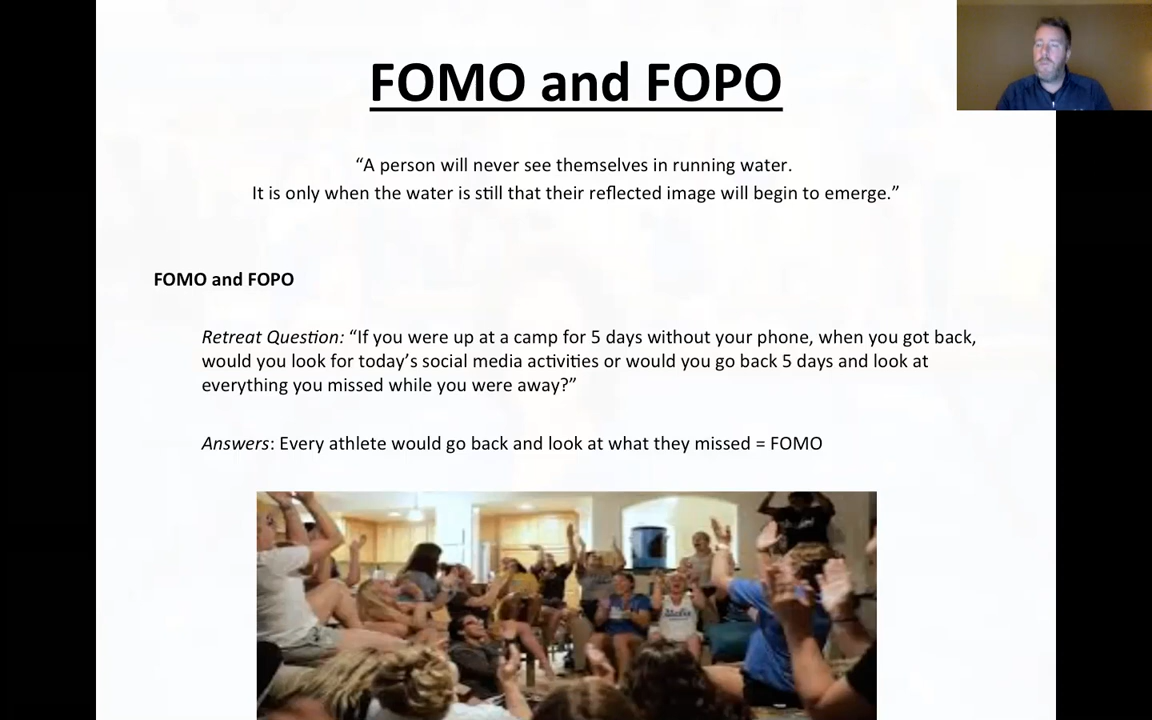 FOMO and FOPO
“A person will never see themselves in running water.
It is only when the water is still that their reflected image will begin to emerge.”
FOMO and FOPO
Retreat Question: “If you were up at a camp for 5 days without your phone, when you got back,
would you look for today’s social media activities or would you go back 5 days and look at
everything you missed while you were away?”
Answers: Every athlete would go back and look at what they missed = FOMO